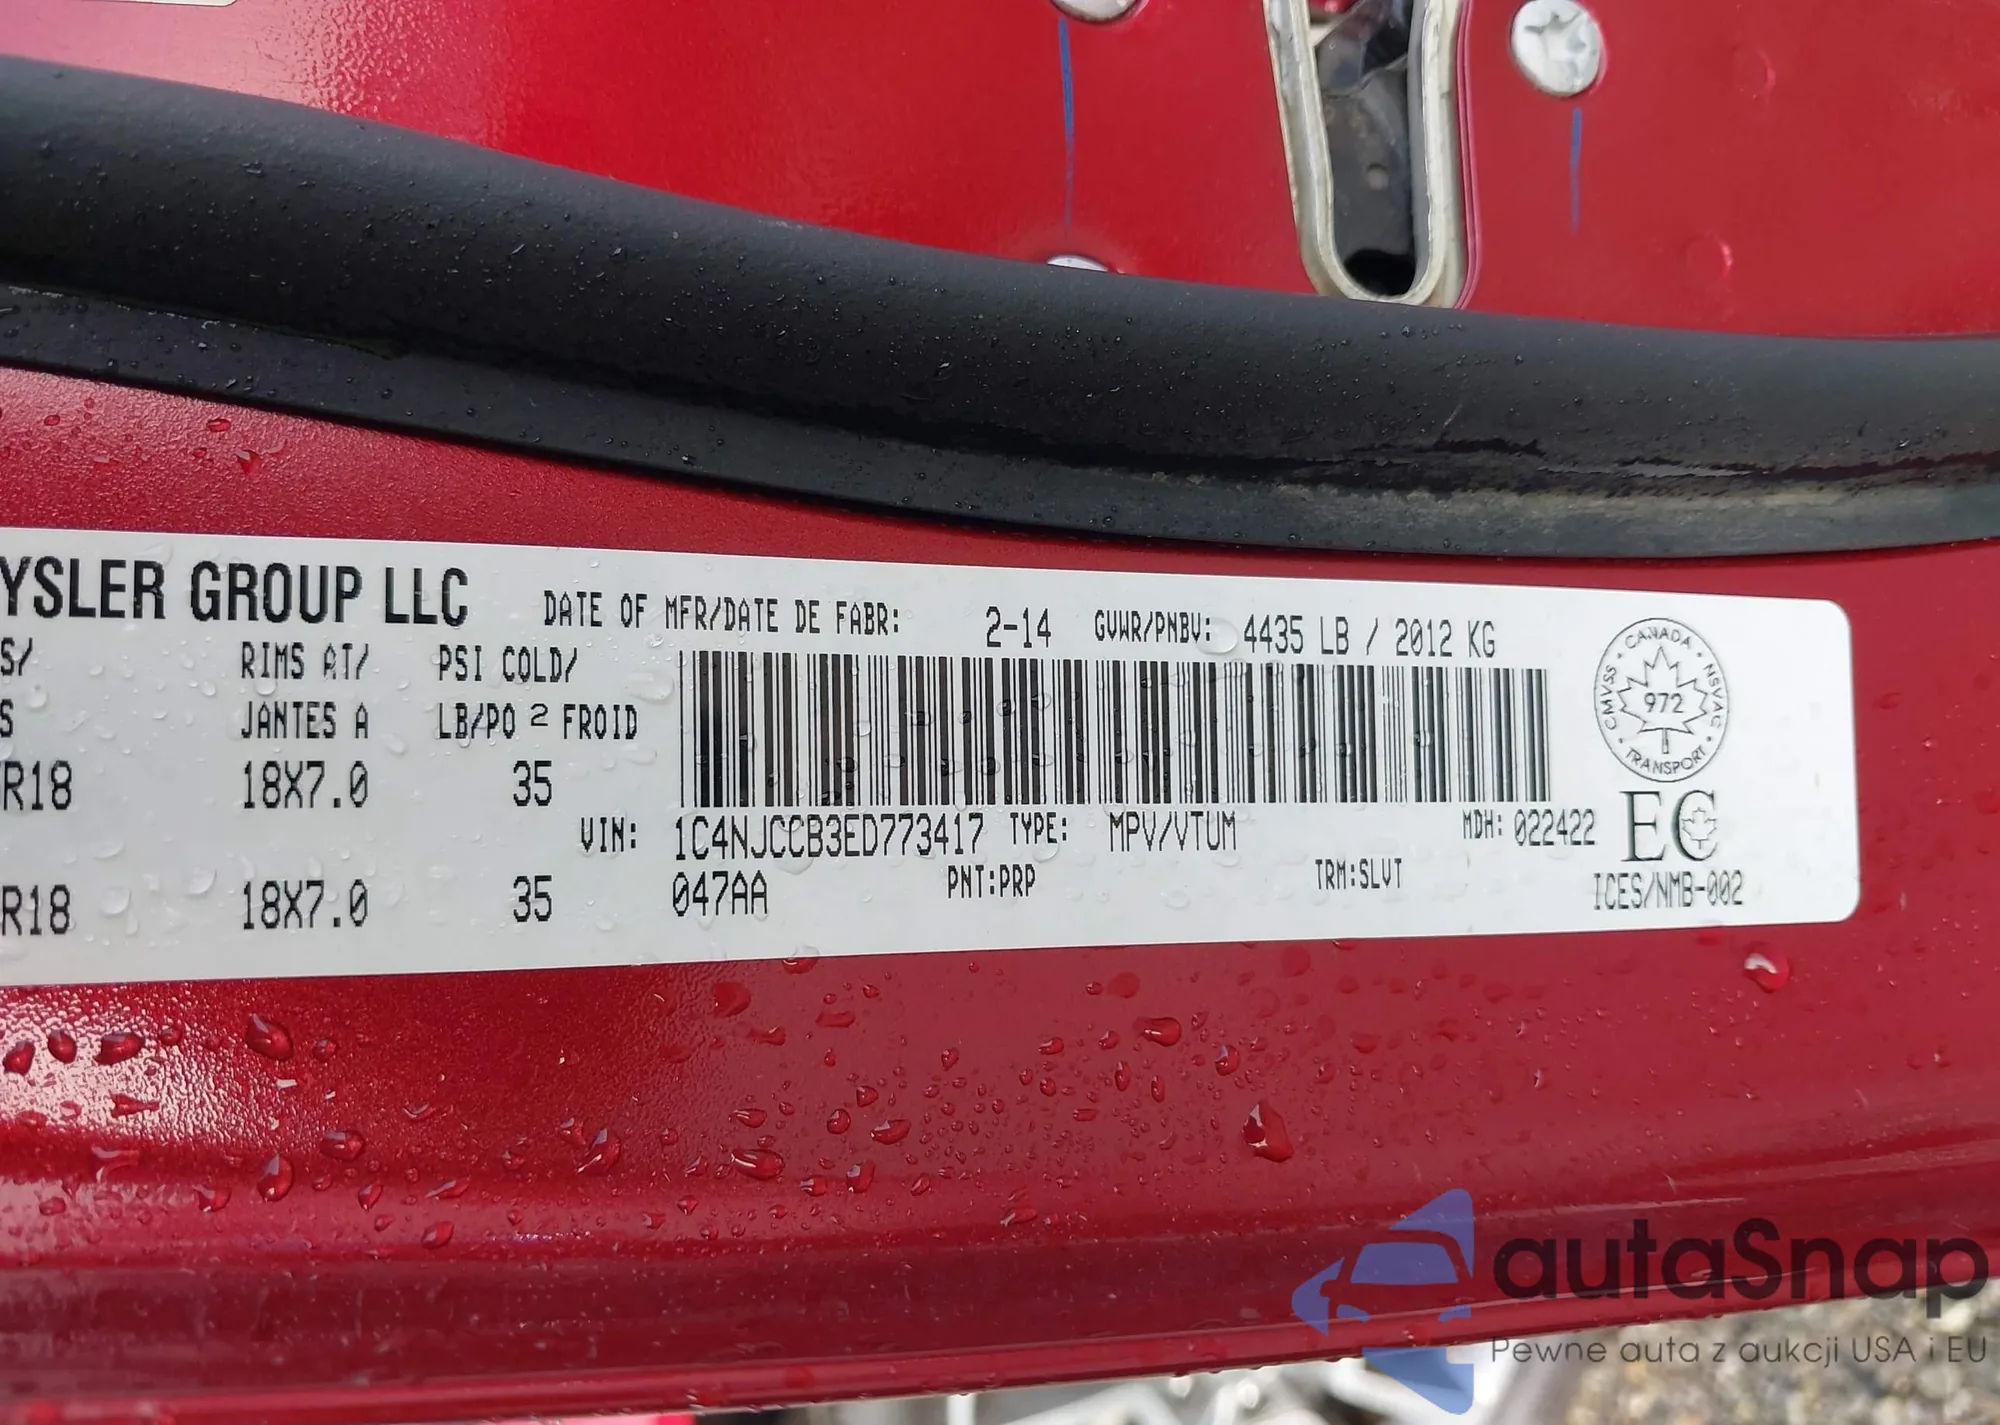 YSLER GROUP LLC DATE OF MFR/DATE DE FABR: 2-14 GVWR/PNBV: 4435 LB / 2012 KG
S/ RIMS AT/ PSI COLD/
S JANTES A LB/PO 2 FROID
R18 18X7.0 35
VIN: 1C4NJCCB3ED773417 TYPE: MPV/VTUM MDH: 022422
R18 18X7.0 35 047AA PNT:PRP TRM:SLVT
CANADA · NSVAC · TRANSPORT · CMVSS ·
972
EC
ICES/NMB-002
autaSnap
Pewne auta z aukcji USA i EU